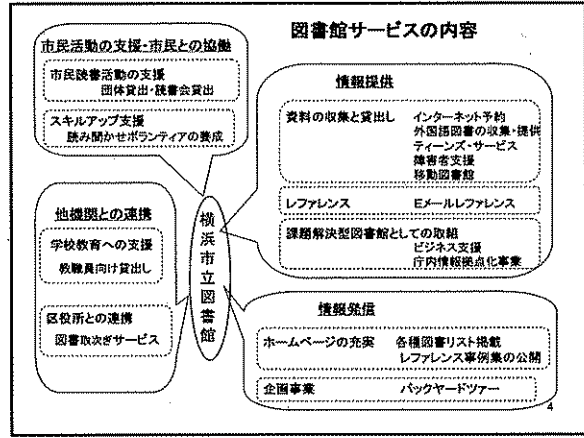 図書館サービスの内容
市民活動の支援・市民との協働
市民読書活動の支援
団体貸出・読書会貸出
スキルアップ支援
読み聞かせボランティアの養成
情報提供
資料の収集と貸出し インターネット予約
外国語図書の収集・提供
ティーンズ・サービス
障害者支援
移動図書館
レファレンス Eメールレファレンス
課題解決型図書館としての取組
ビジネス支援
庁内情報拠点化事業
他機関との連携
学校教育への支援
教職員向け貸出し
区役所との連携
図書取次ぎサービス
横浜市立図書館
情報発信
ホームページの充実 各種図書リスト掲載
レファレンス事例集の公開
企画事業 バックヤードツァー
4